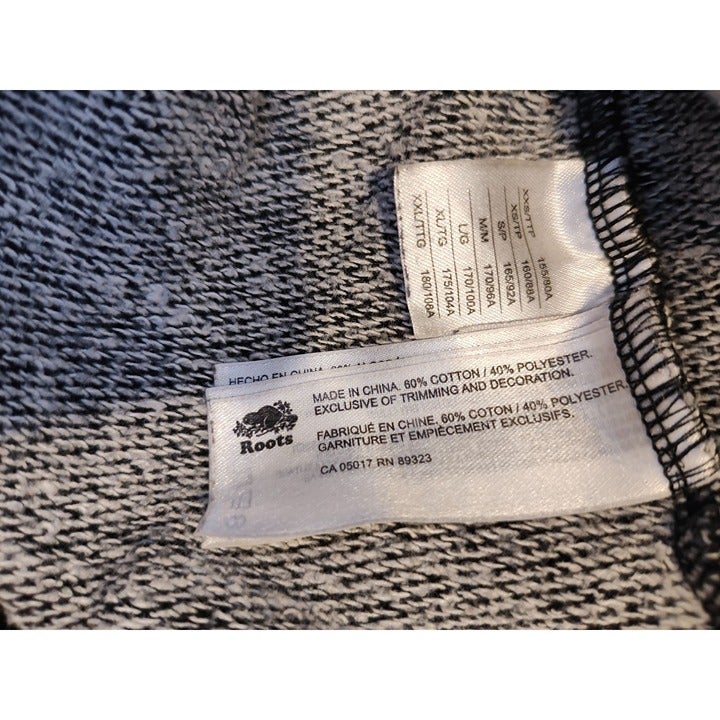 XXS/TTP 155/80A
XS/TP 160/88A
S/P 165/92A
M/M 170/96A
L/G 170/100A
XL/TG 175/104A
XXL/TTG 180/108A
HECHO EN CHINA. 60%
Roots
MADE IN CHINA. 60% COTTON / 40% POLYESTER.
EXCLUSIVE OF TRIMMING AND DECORATION.
FABRIQUÉ EN CHINE. 60% COTON / 40% POLYESTER.
GARNITURE ET EMPIÈCEMENT EXCLUSIFS.
CA 05017 RN 89323